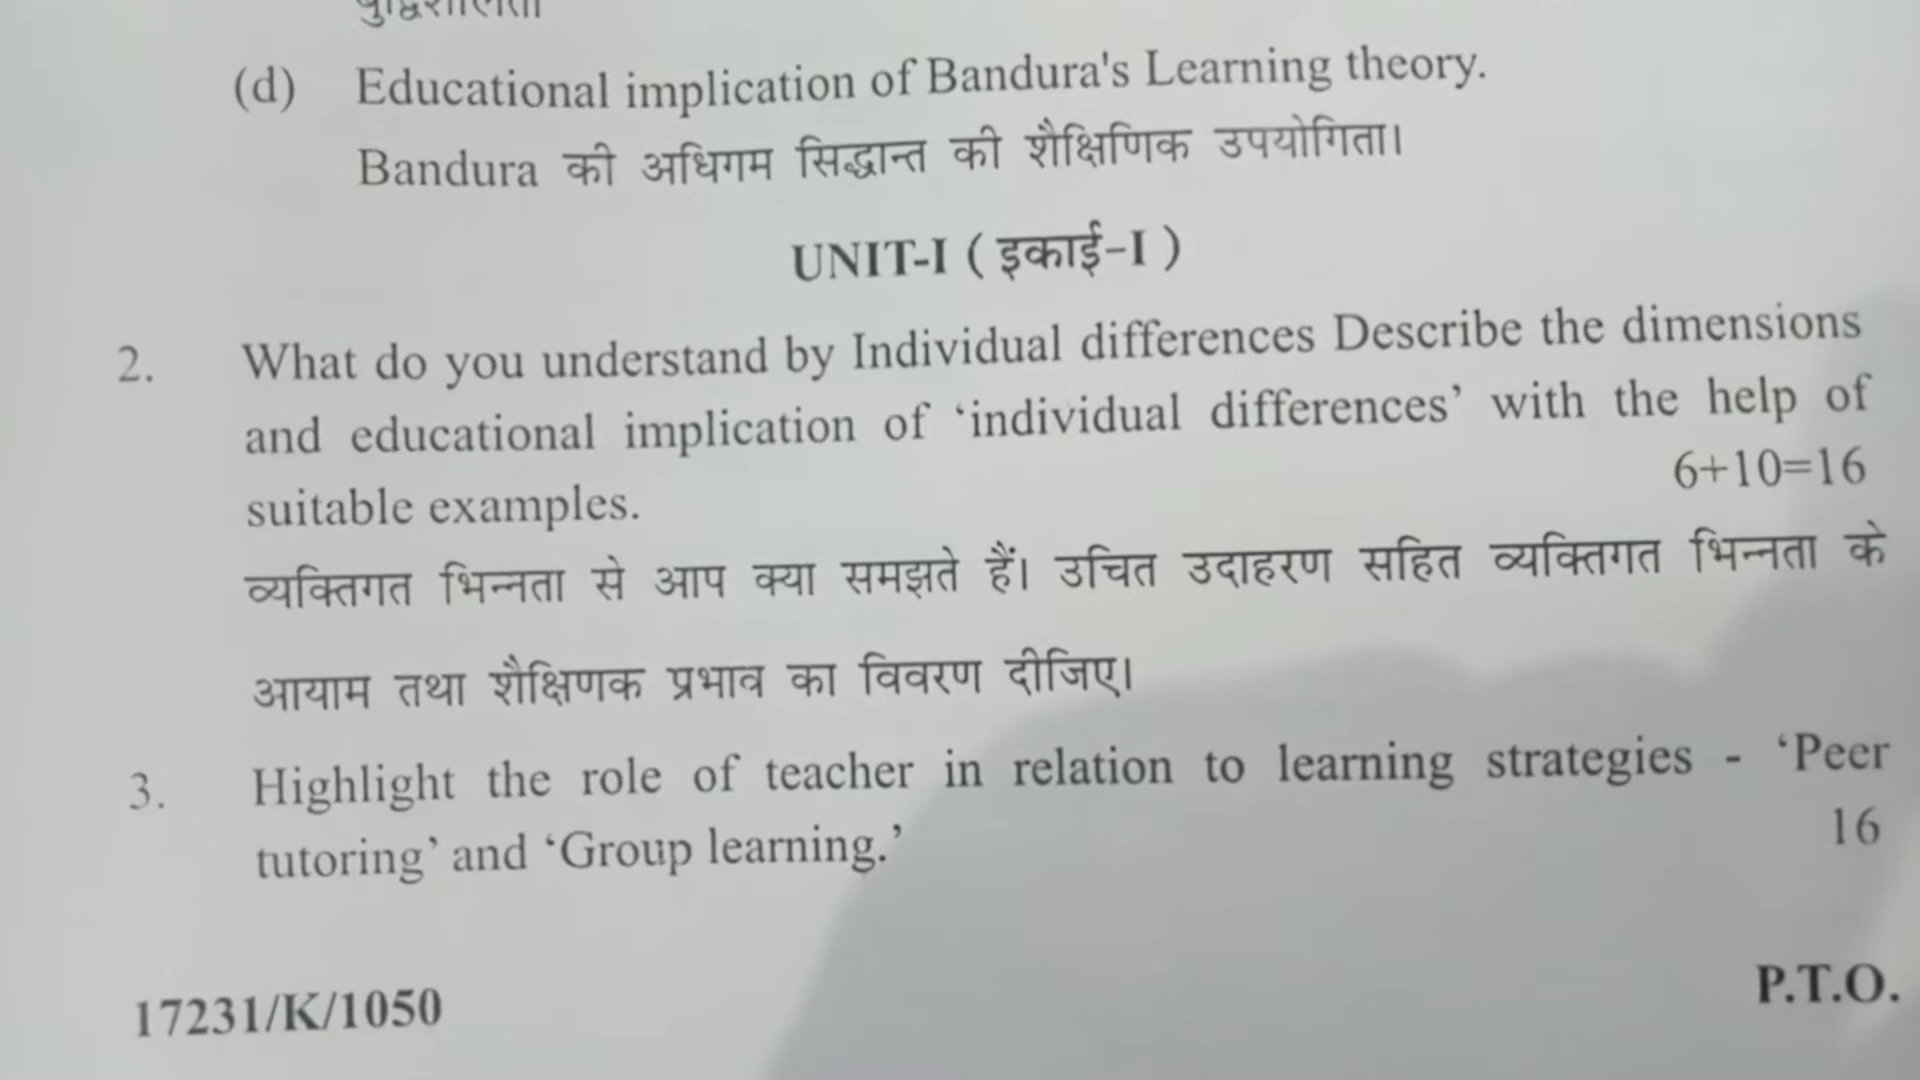 बुद्धिशीलता
(d) Educational implication of Bandura's Learning theory.
Bandura की अधिगम सिद्धान्त की शैक्षिणिक उपयोगिता।
UNIT-I ( इकाई-I )
2. What do you understand by Individual differences Describe the dimensions
and educational implication of ‘individual differences’ with the help of
suitable examples. 6+10=16
व्यक्तिगत भिन्नता से आप क्या समझते हैं। उचित उदाहरण सहित व्यक्तिगत भिन्नता के
आयाम तथा शैक्षिणक प्रभाव का विवरण दीजिए।
3. Highlight the role of teacher in relation to learning strategies - ‘Peer
tutoring’ and ‘Group learning.’ 16
17231/K/1050 P.T.O.